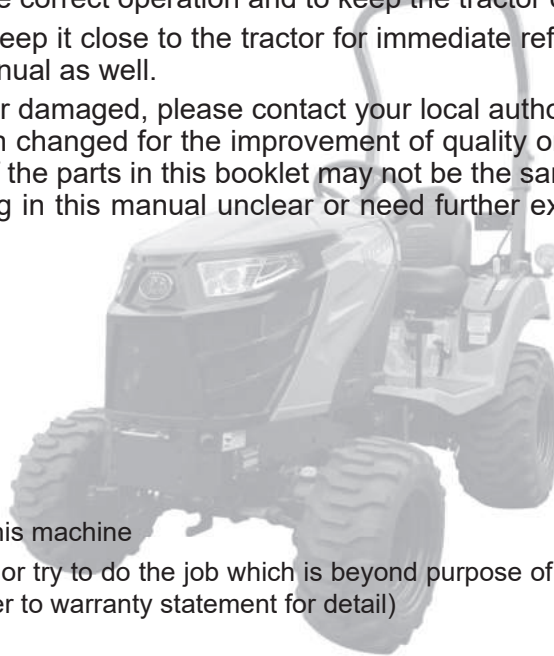 correct operation and to keep the tractor
eep it close to the tractor for immediate ref
nual as well.
r damaged, please contact your local autho
changed for the improvement of quality
the parts in this booklet may not be the sa
g in this manual unclear or need further ex
his machine
or try to do the job which is beyond purpose of
er to warranty statement for detail)